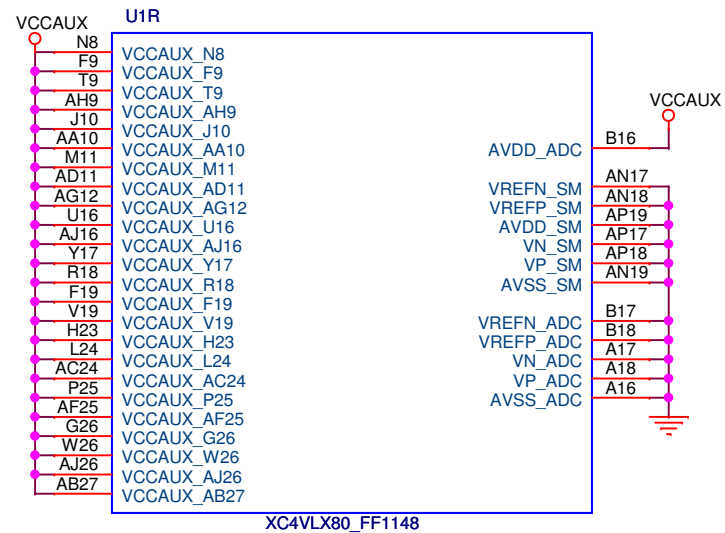 VCCAUX
U1R
N8 VCCAUX_N8
F9 VCCAUX_F9
T9 VCCAUX_T9
AH9 VCCAUX_AH9
J10 VCCAUX_J10
AA10 VCCAUX_AA10
M11 VCCAUX_M11
AD11 VCCAUX_AD11
AG12 VCCAUX_AG12
U16 VCCAUX_U16
AJ16 VCCAUX_AJ16
Y17 VCCAUX_Y17
R18 VCCAUX_R18
F19 VCCAUX_F19
V19 VCCAUX_V19
H23 VCCAUX_H23
L24 VCCAUX_L24
AC24 VCCAUX_AC24
P25 VCCAUX_P25
AF25 VCCAUX_AF25
G26 VCCAUX_G26
W26 VCCAUX_W26
AJ26 VCCAUX_AJ26
AB27 VCCAUX_AB27
VCCAUX
AVDD_ADC B16
VREFN_SM AN17
VREFP_SM AN18
AVDD_SM AP19
VN_SM AP17
VP_SM AP18
AVSS_SM AN19
VREFN_ADC B17
VREFP_ADC B18
VN_ADC A17
VP_ADC A18
AVSS_ADC A16
XC4VLX80_FF1148